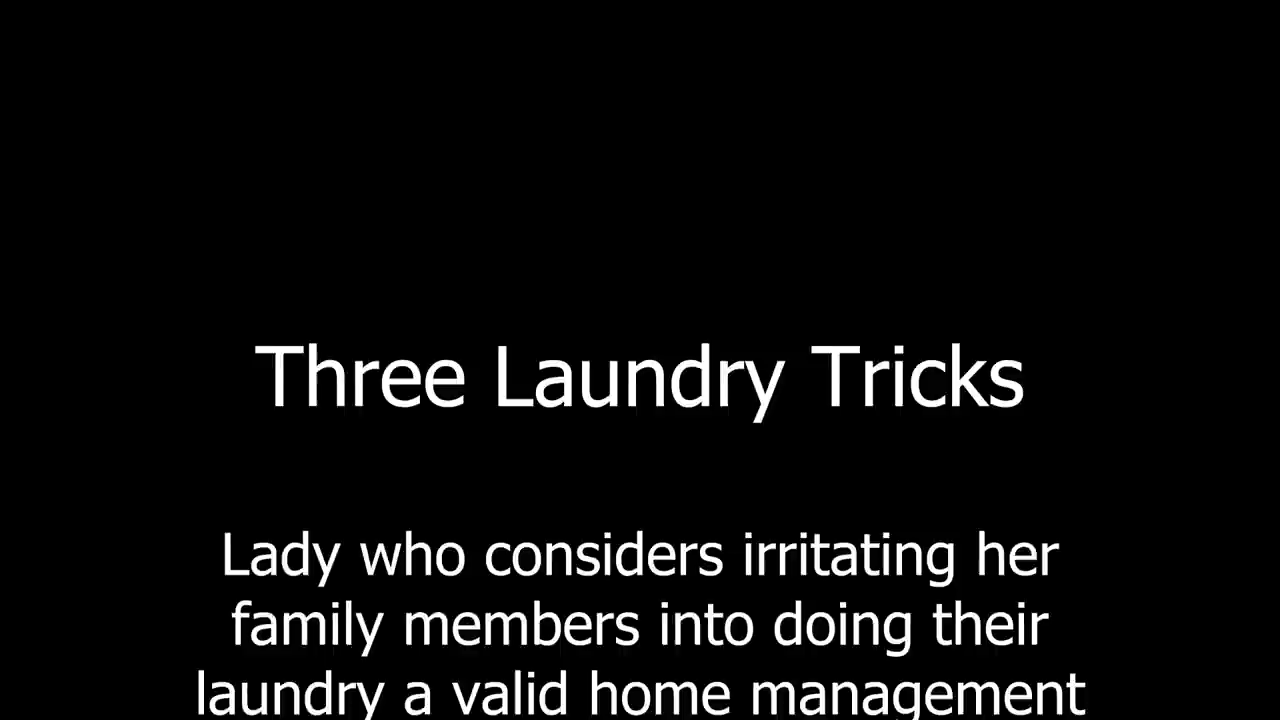 Three Laundry Tricks
Lady who considers irritating her
family members into doing their
laundry a valid home management